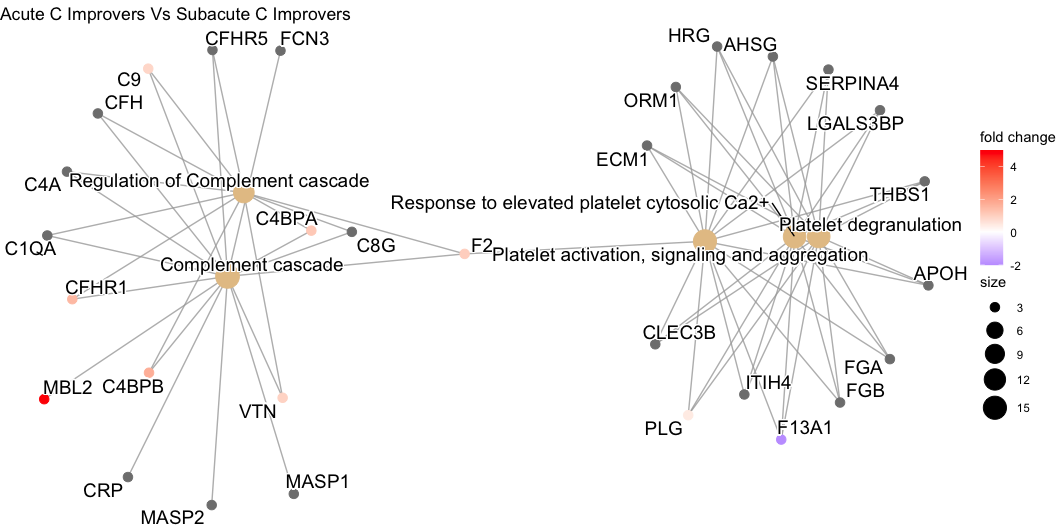 Acute C Improvers Vs Subacute C Improvers
CFHR5
FCN3
C9
CFH
C4A
Regulation of Complement cascade
C4BPA
C1QA
C8G
Complement cascade
CFHR1
MBL2
C4BPB
VTN
CRP
MASP1
MASP2
F2
HRG
AHSG
SERPINA4
ORM1
LGALS3BP
ECM1
THBS1
Response to elevated platelet cytosolic Ca2+
Platelet degranulation
Platelet activation, signaling and aggregation
APOH
CLEC3B
FGA
ITIH4
FGB
PLG
F13A1
fold change
4
2
0
-2
size
3
6
9
12
15